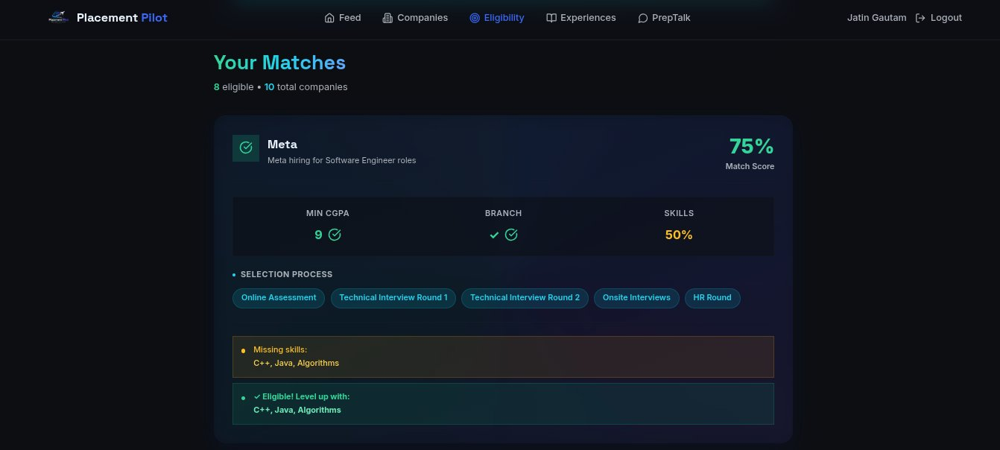 Placement Pilot
Feed
Companies
Eligibility
Experiences
PrepTalk
Jatin Gautam
Logout
Your Matches
8 eligible • 10 total companies
Meta
Meta hiring for Software Engineer roles
75%
Match Score
MIN CGPA
BRANCH
SKILLS
9
✓
50%
• SELECTION PROCESS
Online Assessment
Technical Interview Round 1
Technical Interview Round 2
Onsite Interviews
HR Round
Missing skills:
C++, Java, Algorithms
✓ Eligible! Level up with:
C++, Java, Algorithms